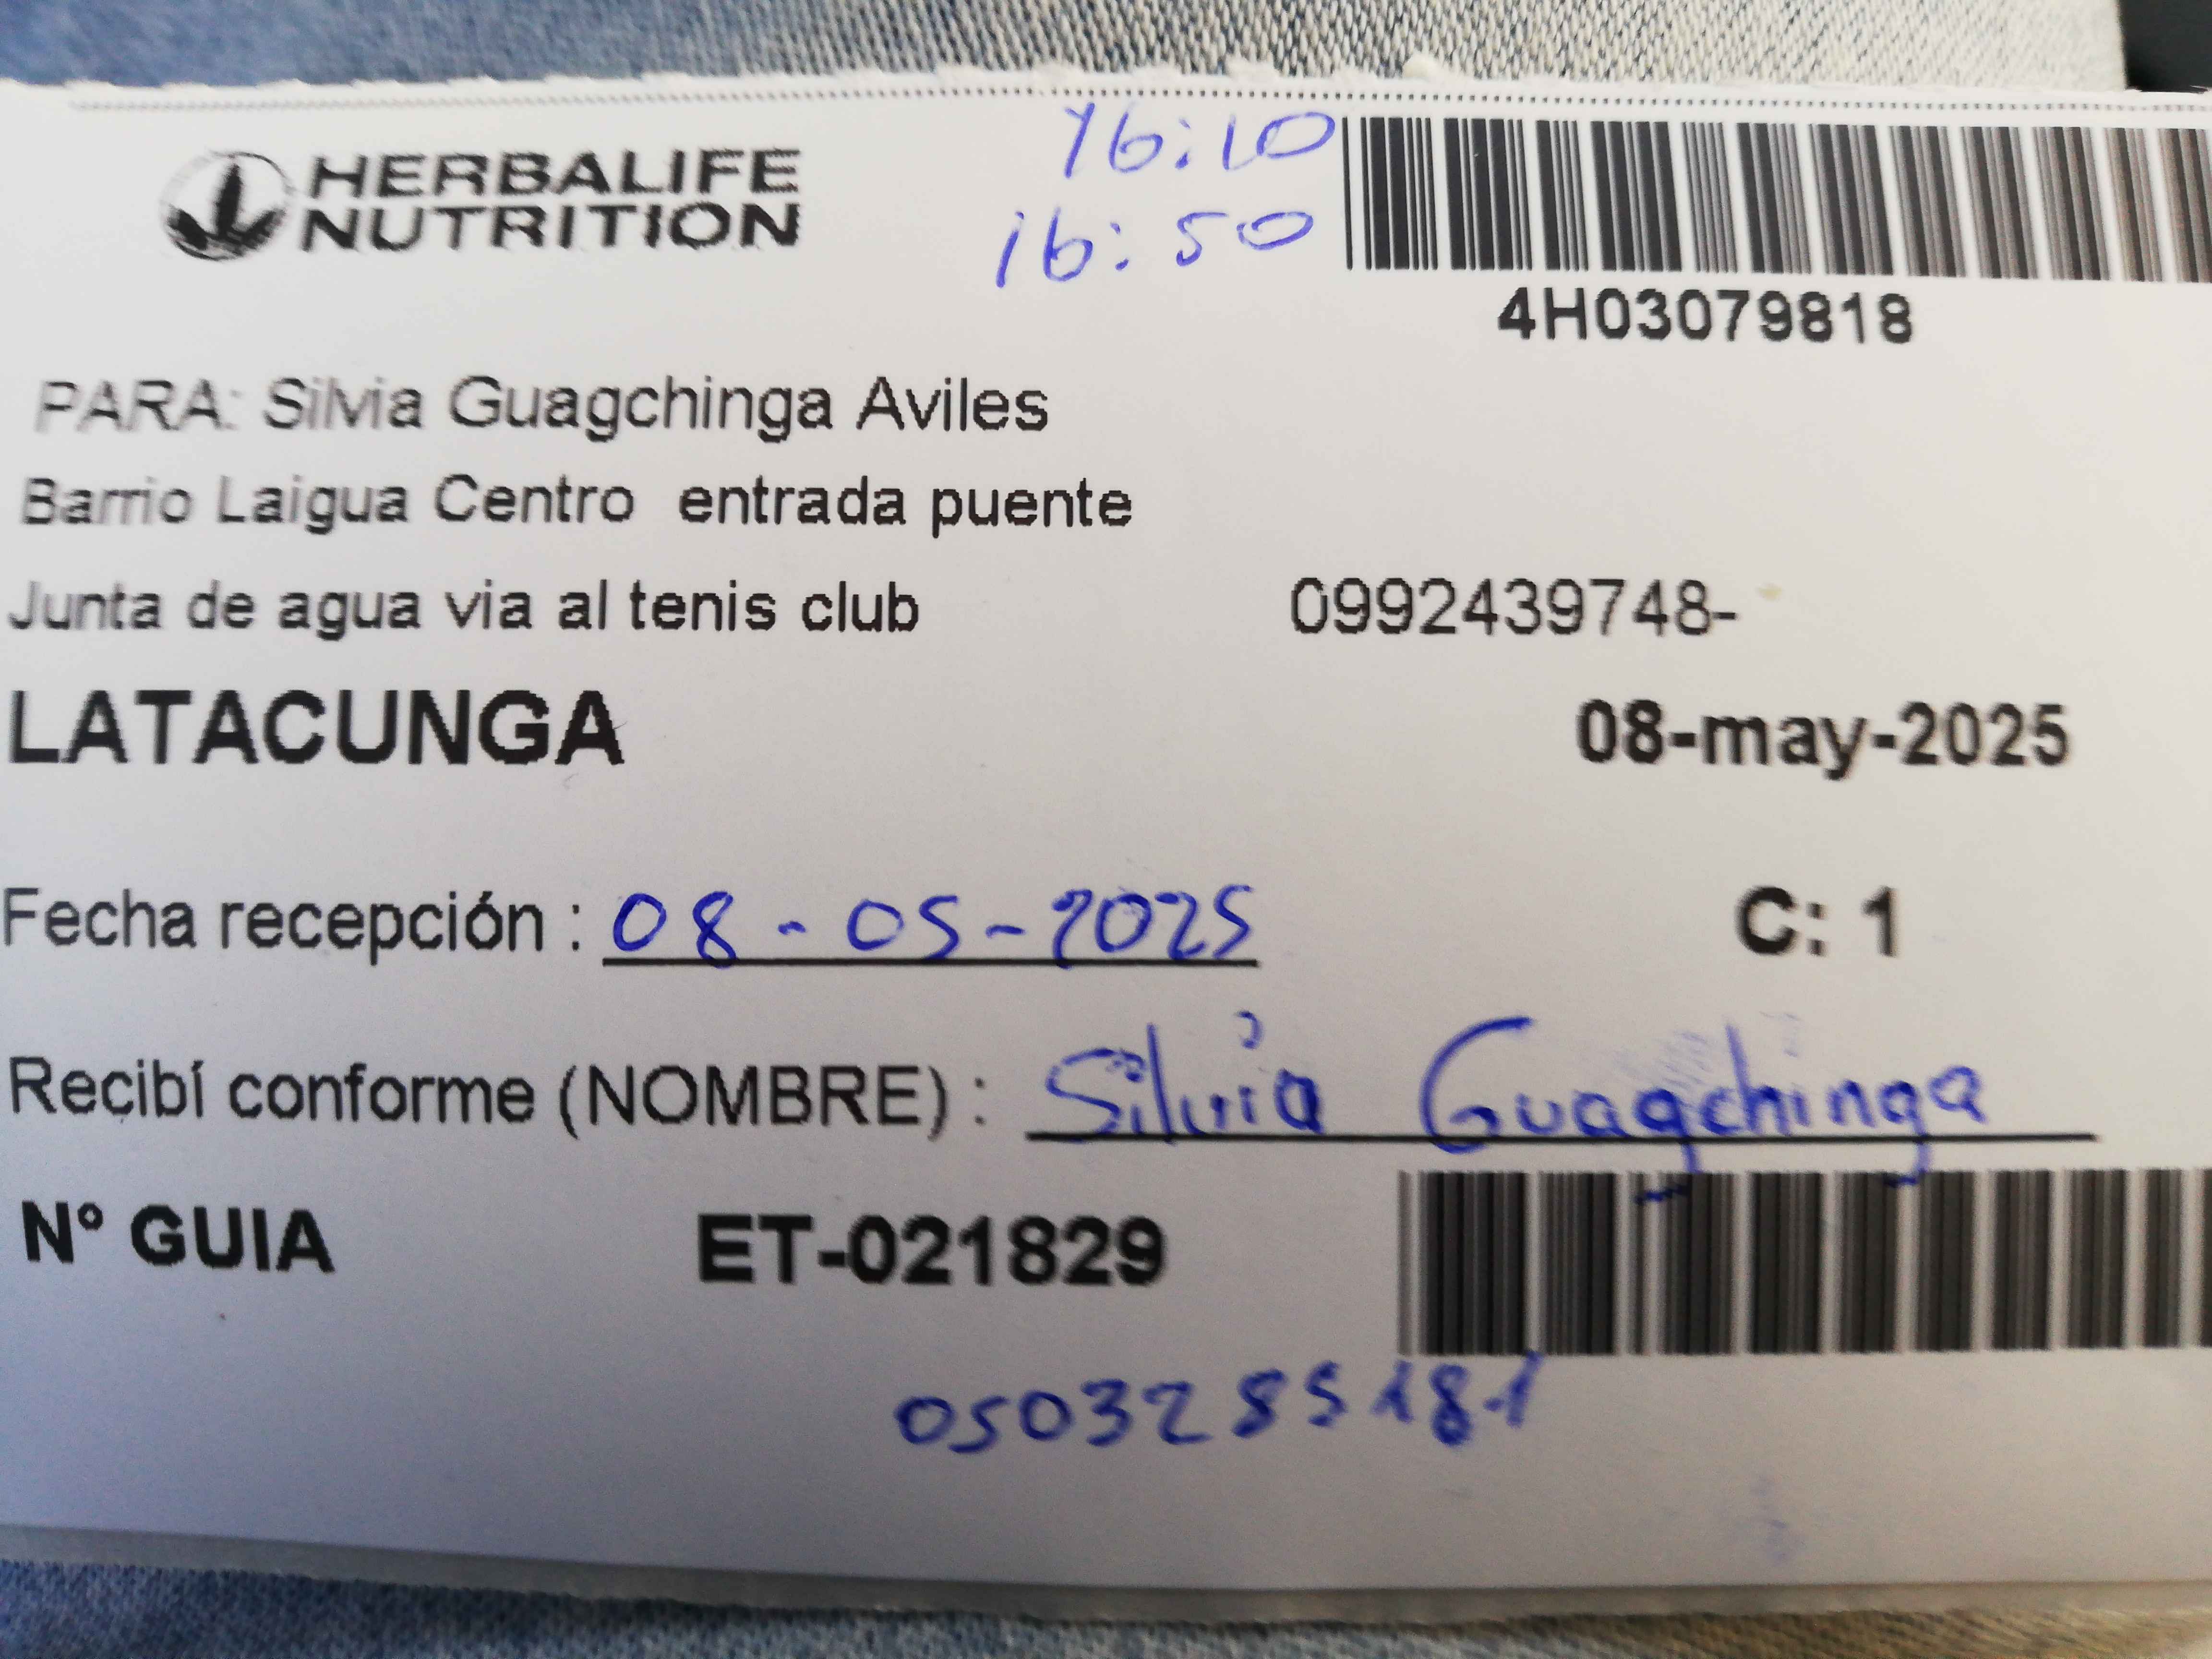 HERBALIFE
NUTRITION
16:10
16:50
4H03079818
PARA: Silvia Guagchinga Aviles
Barrio Laigua Centro entrada puente
Junta de agua via al tenis club 0992439748-
LATACUNGA 08-may-2025
Fecha recepción : 08-05-2025 C: 1
Recibí conforme (NOMBRE) : Silvia Guagchinga
N° GUIA ET-021829
0503285181